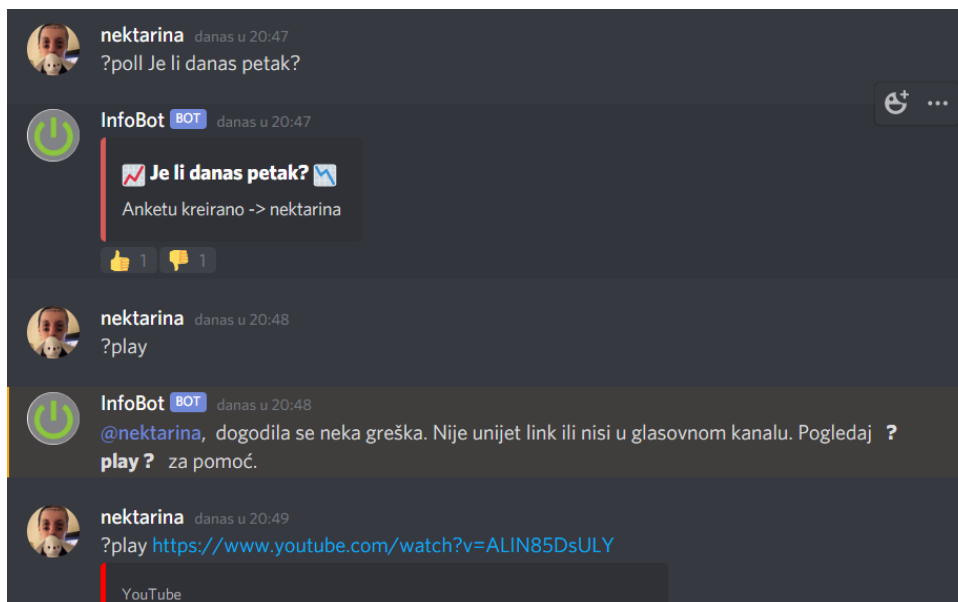 nektarina danas u 20:47
?poll Je li danas petak?
InfoBot BOT danas u 20:47
Je li danas petak?
Anketu kreirano -> nektarina
1 1
nektarina danas u 20:48
?play
InfoBot BOT danas u 20:48
@nektarina, dogodila se neka greška. Nije unijet link ili nisi u glasovnom kanalu. Pogledaj ?
play ? za pomoć.
nektarina danas u 20:49
?play https://www.youtube.com/watch?v=ALIN85DsULY
YouTube